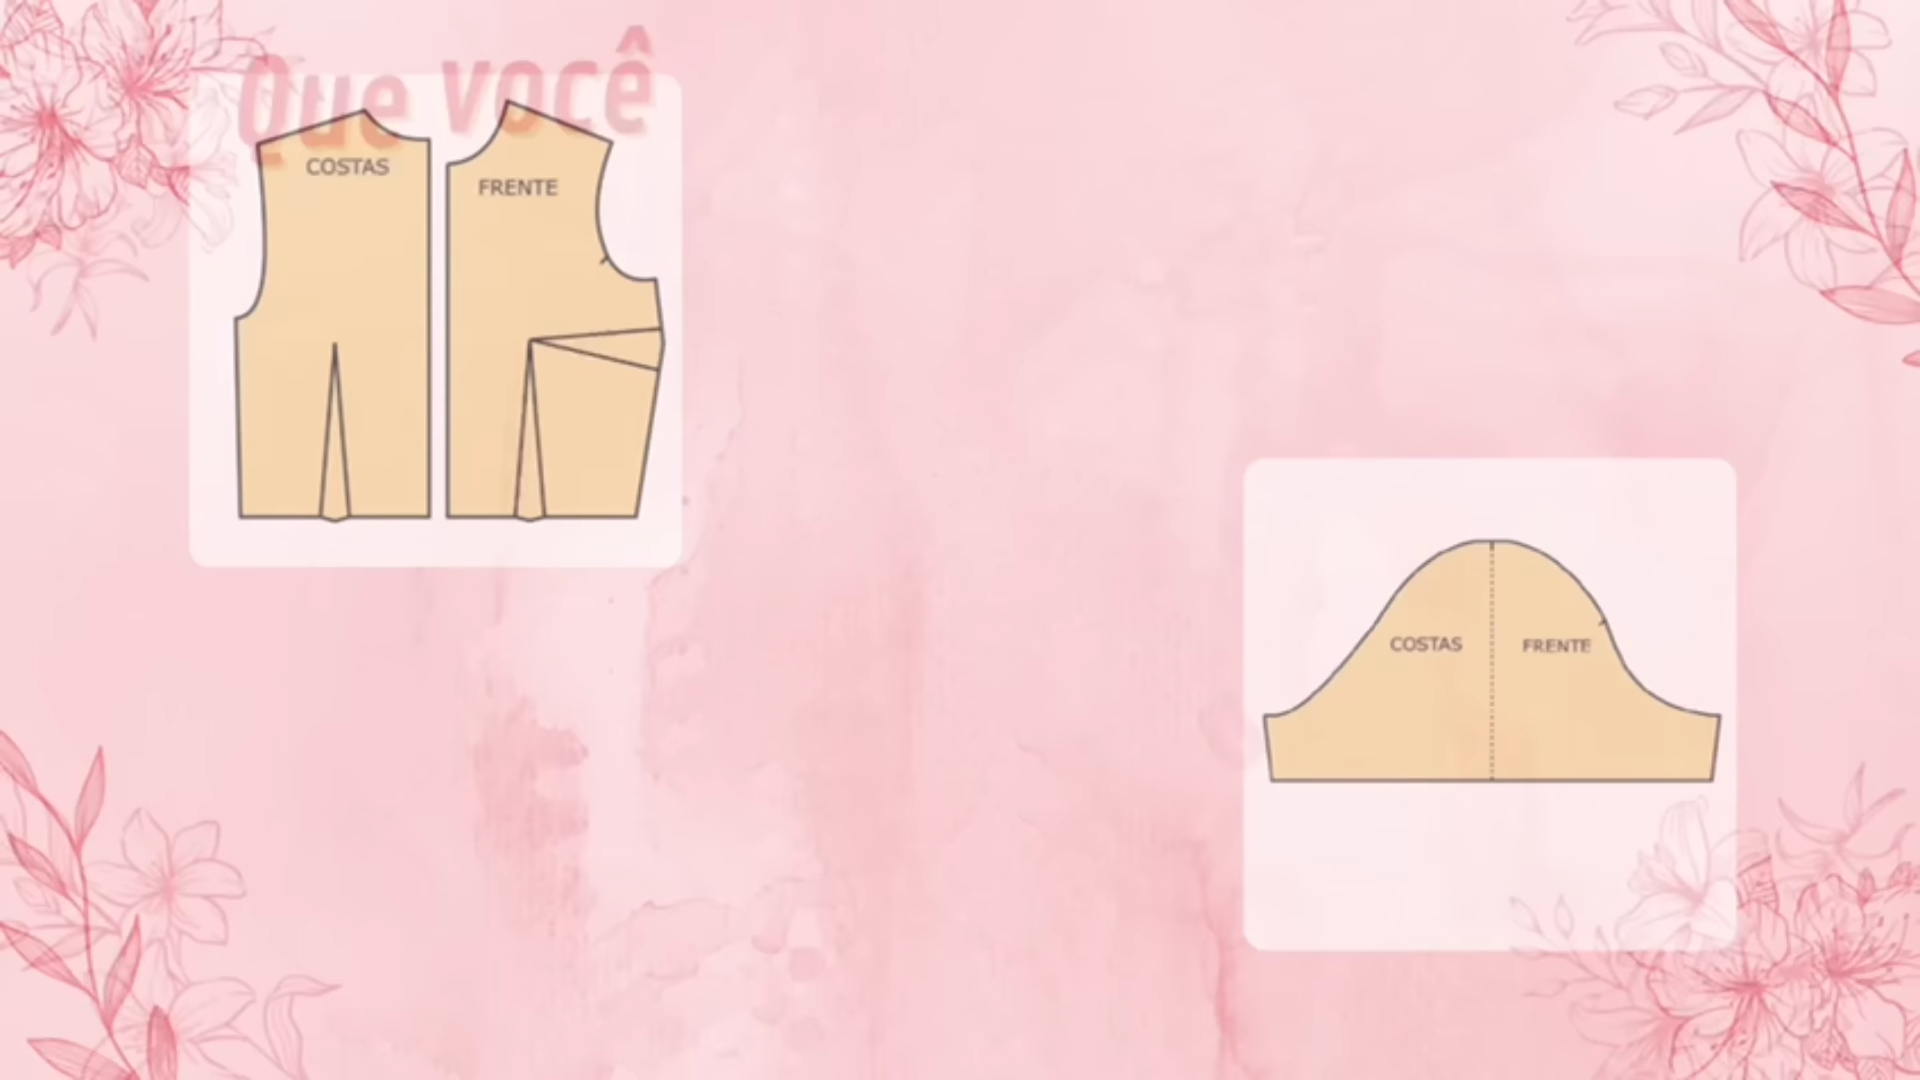 Que você
COSTAS
FRENTE
COSTAS
FRENTE